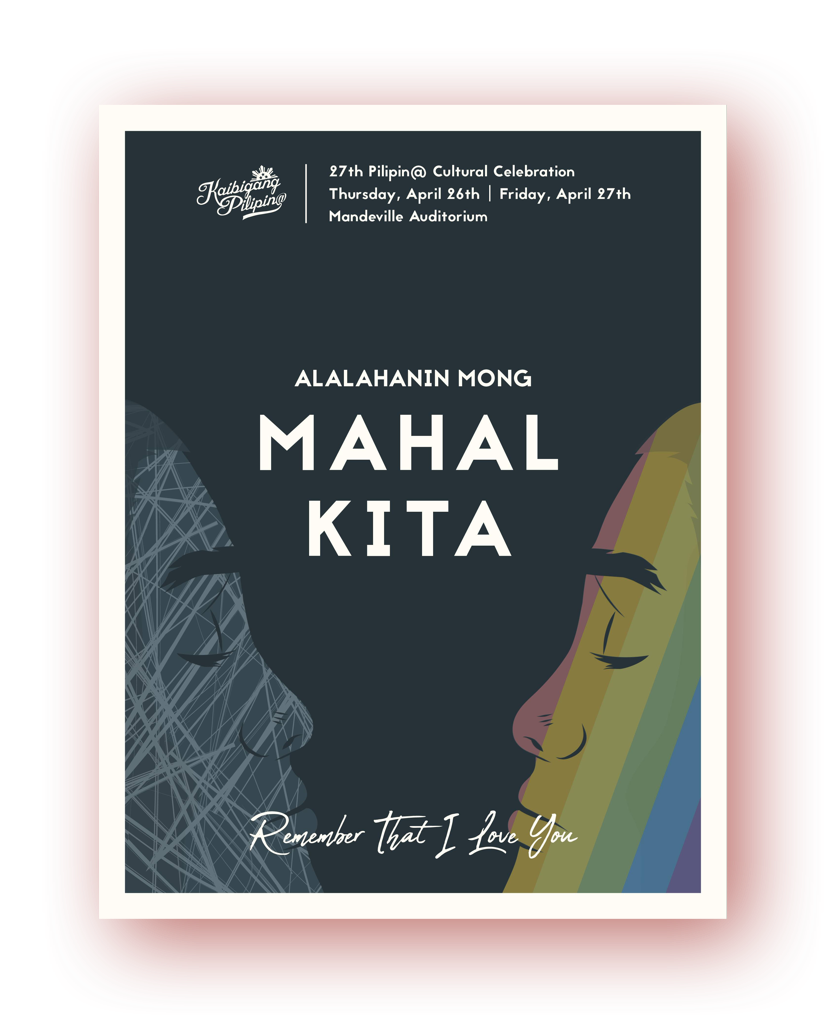 Kaibigang
Pilipin@
27th Pilipin@ Cultural Celebration
Thursday, April 26th | Friday, April 27th
Mandeville Auditorium
ALALAHANIN MONG
MAHAL
KITA
Remember That I Love You